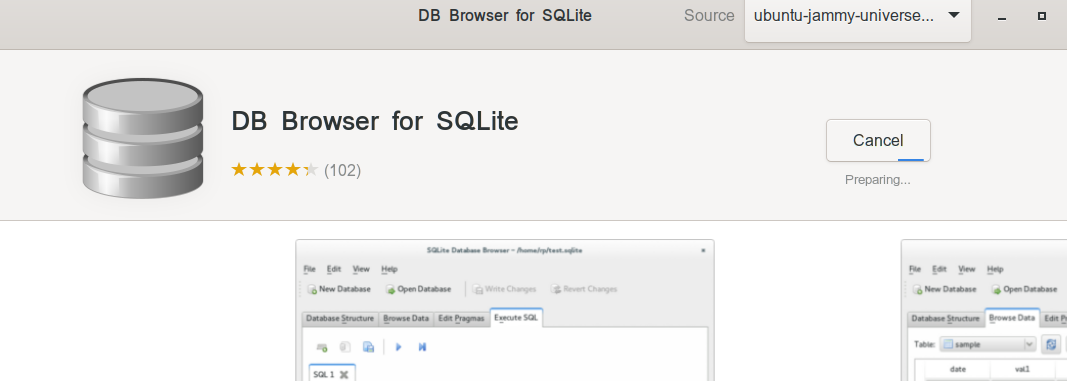 DB Browser for SQLite Source ubuntu-jammy-universe...
DB Browser for SQLite
(102)
Cancel
Preparing...
SQLite Database Browser - /home/rp/test.sqlite
File Edit View Help
New Database Open Database Write Changes Revert Changes
Database Structure Browse Data Edit Pragmas Execute SQL
SQL 1
File Edit View Help
New Database Open Database
Database Structure Browse Data Edit P
Table: sample
date val1